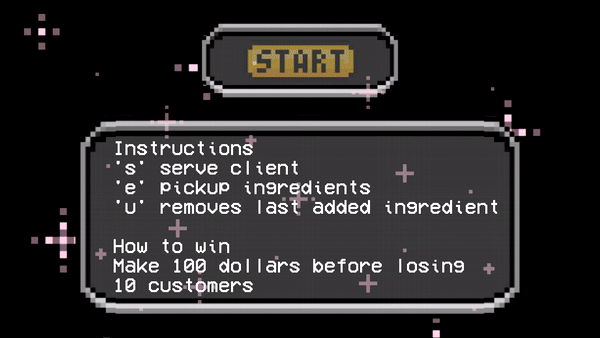 START
Instructions
's' serve client
'e' pickup ingredients
'u' removes last added ingredient
How to win
Make 100 dollars before losing
10 customers